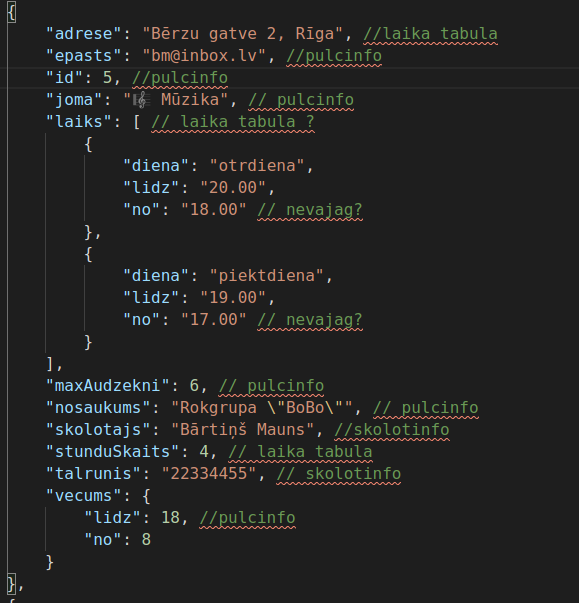 {
"adrese": "Bērzu gatve 2, Rīga", //laika tabula
"epasts": "bm@inbox.lv", //pulcinfo
"id": 5, //pulcinfo
"joma": "🎼 Mūzika", // pulcinfo
"laiks": [ // laika tabula ?
{
"diena": "otrdiena",
"lidz": "20.00",
"no": "18.00" // nevajag?
},
{
"diena": "piektdiena",
"lidz": "19.00",
"no": "17.00" // nevajag?
}
],
"maxAudzekni": 6, // pulcinfo
"nosaukums": "Rokgrupa \"BoBo\"", // pulcinfo
"skolotajs": "Bārtiņš Mauns", //skolotinfo
"stunduSkaits": 4, // laika tabula
"talrunis": "22334455", // skolotinfo
"vecums": {
"lidz": 18, //pulcinfo
"no": 8
}
},